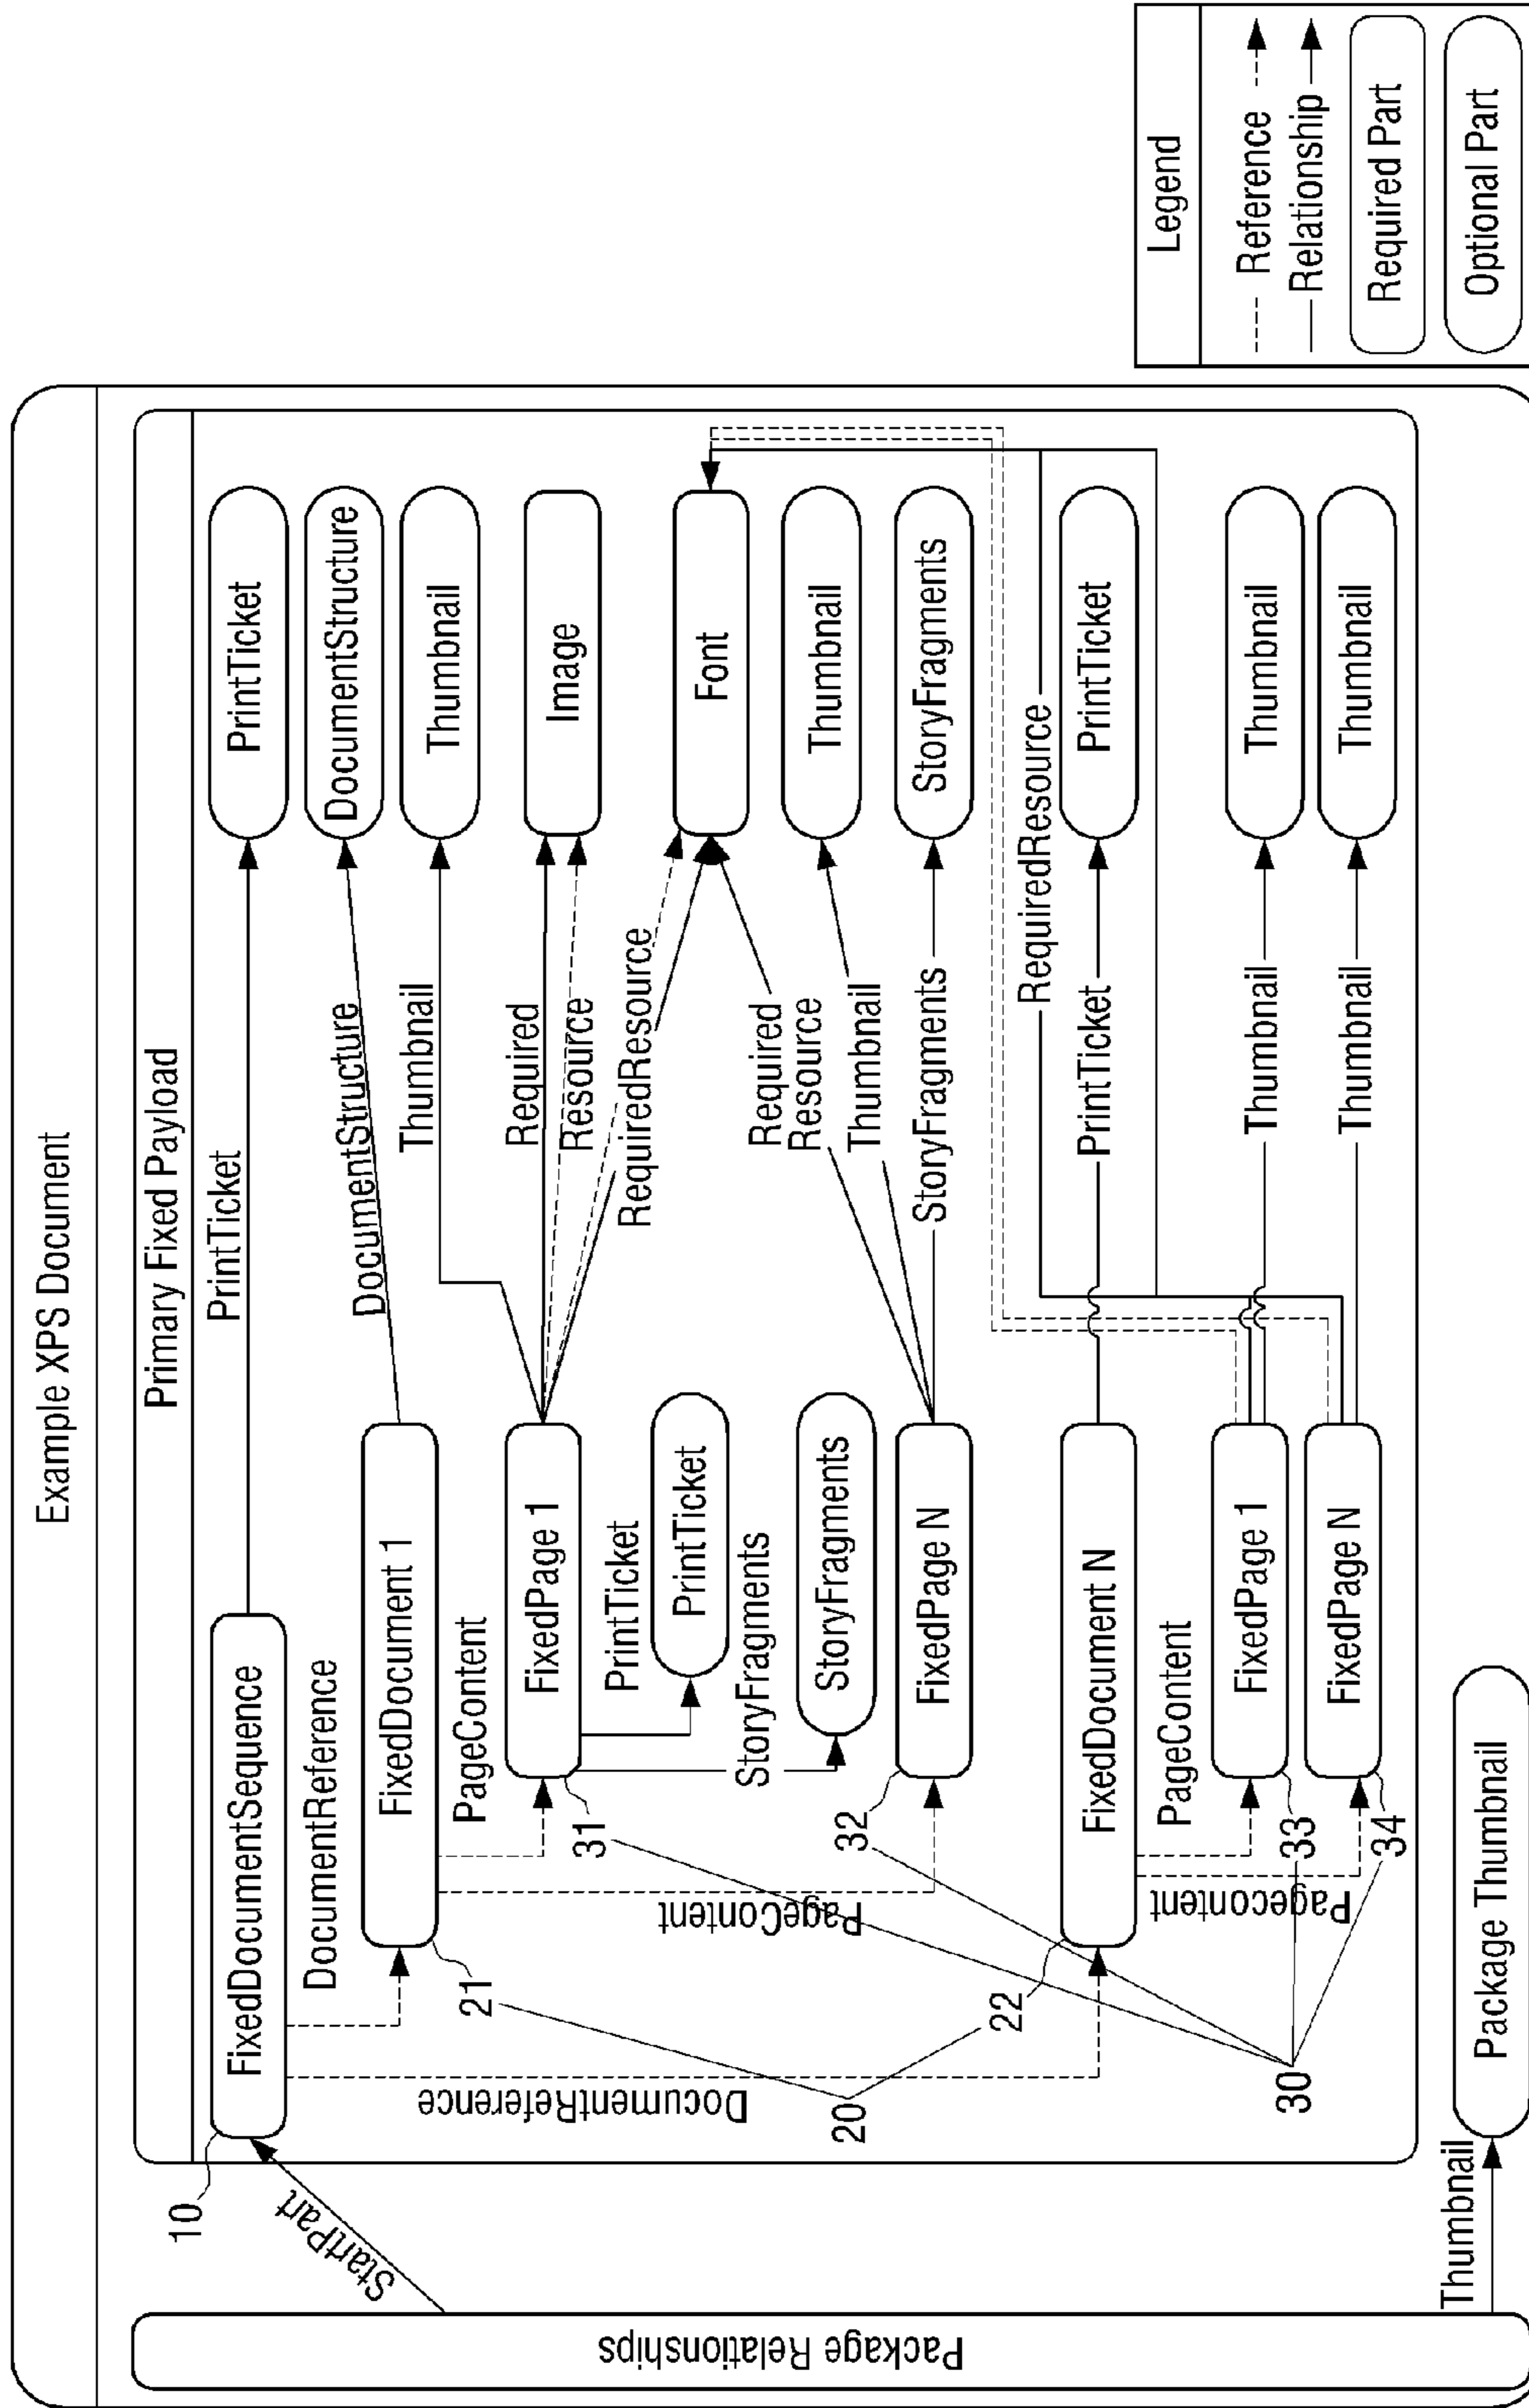 Example XPS Document
Primary Fixed Payload
Package Relationships
StartPart
10
FixedDocumentSequence
PrintTicket
PrintTicket
DocumentReference
DocumentReference
21
20
22
FixedDocument 1
DocumentStructure
DocumentStructure
PageContent
PageContent
31
FixedPage 1
Thumbnail
Thumbnail
Required
Resource
Image
RequiredResource
Font
PrintTicket
PrintTicket
StoryFragments
StoryFragments
32
FixedPage N
Required
Resource
Thumbnail
Thumbnail
StoryFragments
StoryFragments
RequiredResource
FixedDocument N
PrintTicket
PrintTicket
PageContent
Pagecontent
FixedPage 1
33
Thumbnail
Thumbnail
30
FixedPage N
34
Thumbnail
Thumbnail
Thumbnail
Package Thumbnail
Legend
Reference
Relationship
Required Part
Optional Part